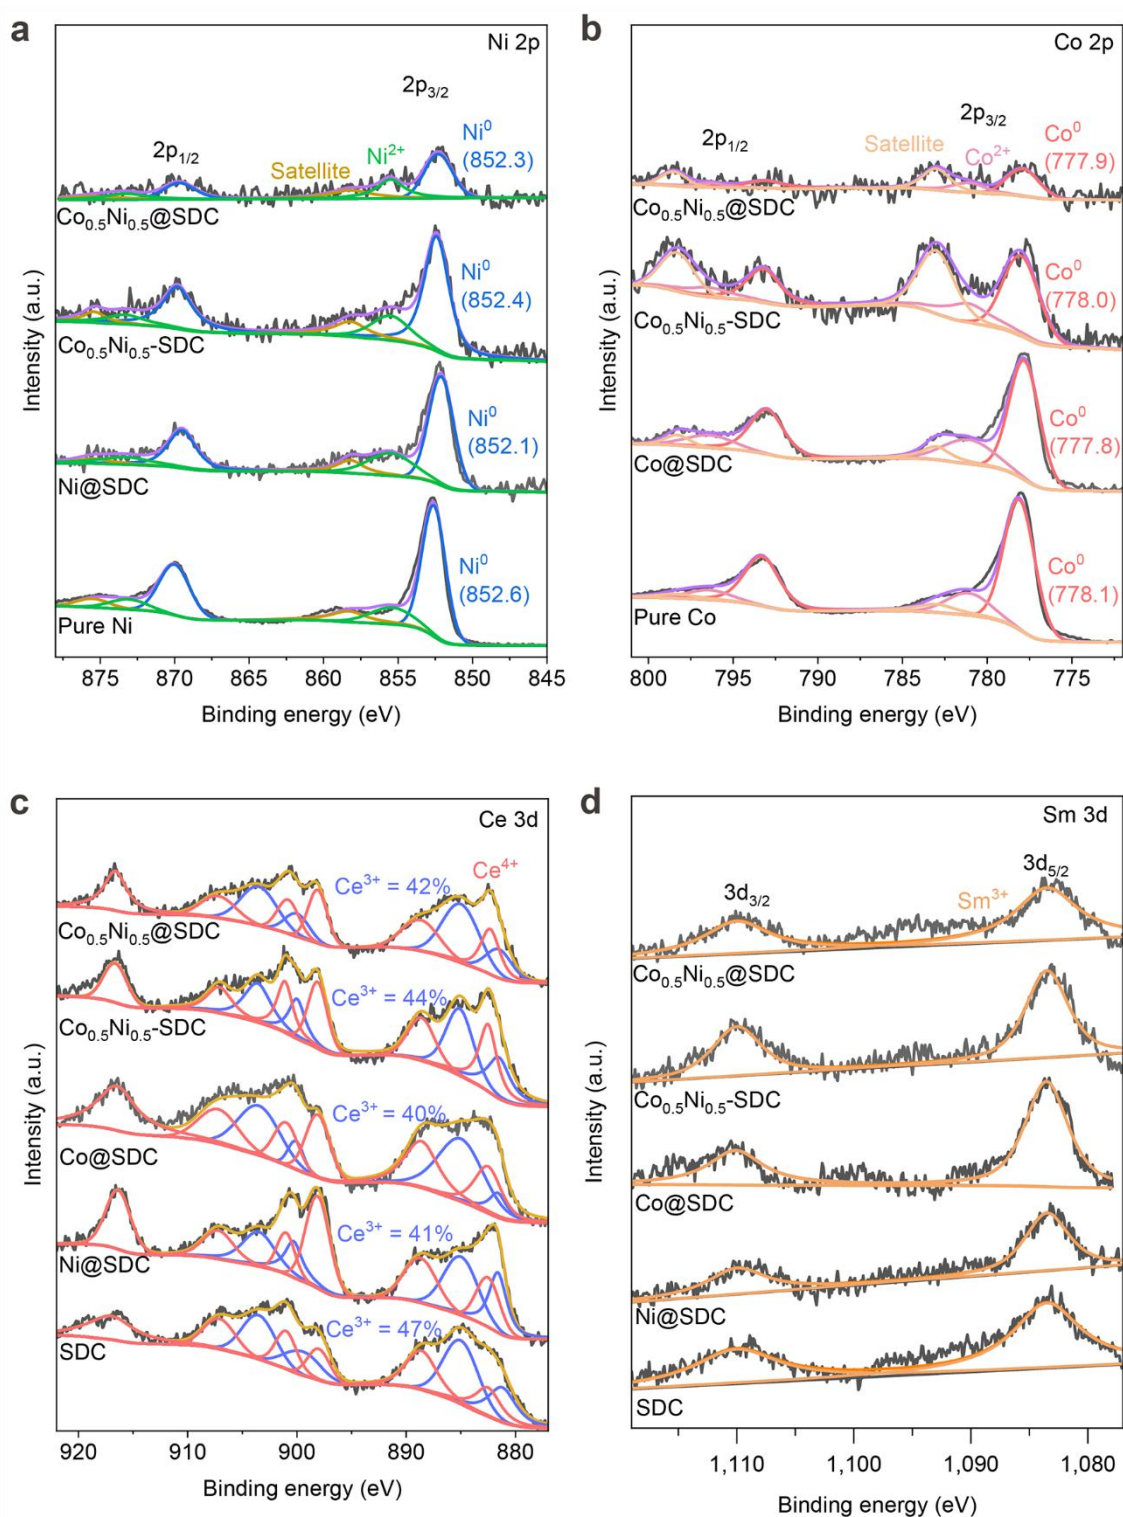 a
Ni 2p
2p3/2
2p1/2
Satellite
Ni2+
Ni0
(852.3)
Co0.5Ni0.5@SDC
Ni0
(852.4)
Co0.5Ni0.5-SDC
Ni0
(852.1)
Ni@SDC
Ni0
(852.6)
Pure Ni
Intensity (a.u.)
875 870 865 860 855 850 845
Binding energy (eV)
b
Co 2p
2p3/2
2p1/2
Satellite
Co2+
Co0
(777.9)
Co0.5Ni0.5@SDC
Co0
(778.0)
Co0.5Ni0.5-SDC
Co0
(777.8)
Co@SDC
Co0
(778.1)
Pure Co
Intensity (a.u.)
800 795 790 785 780 775
Binding energy (eV)
c
Ce 3d
Ce4+
Ce3+ = 42%
Co0.5Ni0.5@SDC
Ce3+ = 44%
Co0.5Ni0.5-SDC
Ce3+ = 40%
Co@SDC
Ce3+ = 41%
Ni@SDC
Ce3+ = 47%
SDC
Intensity (a.u.)
920 910 900 890 880
Binding energy (eV)
d
Sm 3d
3d5/2
3d3/2
Sm3+
Co0.5Ni0.5@SDC
Co0.5Ni0.5-SDC
Co@SDC
Ni@SDC
SDC
Intensity (a.u.)
1,110 1,100 1,090 1,080
Binding energy (eV)